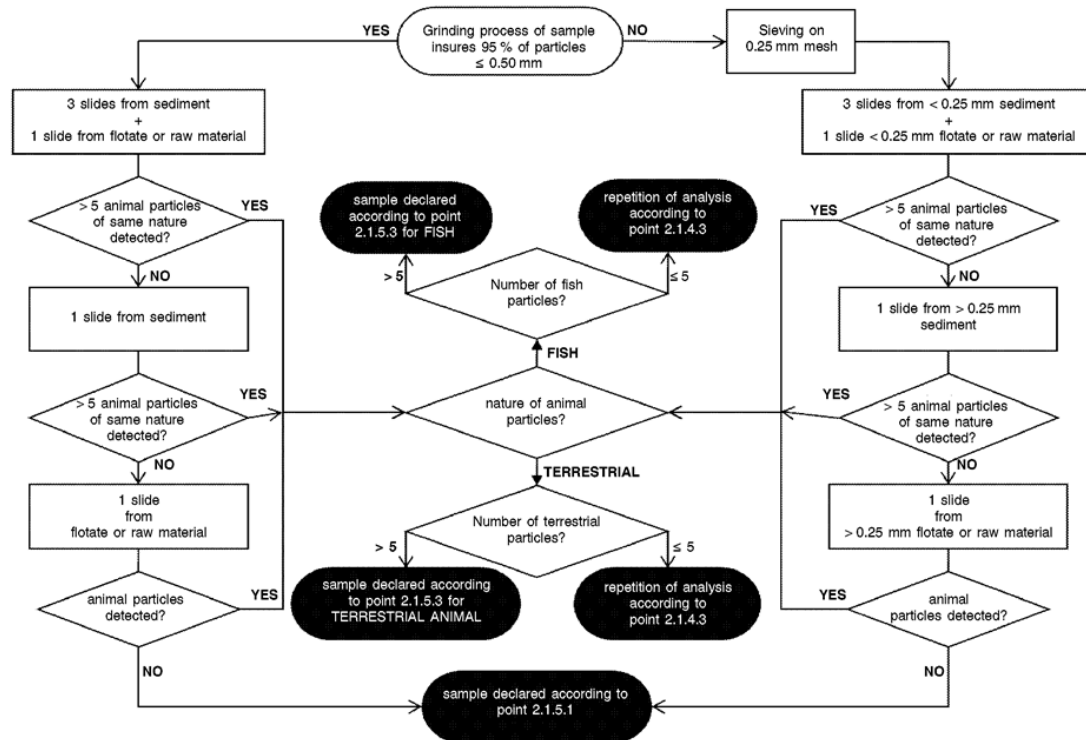 YES
Grinding process of sample
insures 95 % of particles
≤ 0.50 mm
NO
Sieving on
0.25 mm mesh
3 slides from sediment
+
1 slide from flotate or raw material
3 slides from < 0.25 mm sediment
+
1 slide < 0.25 mm flotate or raw material
> 5 animal particles
of same nature
detected?
YES
NO
sample declared
according to point
2.1.5.3 for FISH
repetition of analysis
according to
point 2.1.4.3
YES
> 5 animal particles
of same nature
detected?
NO
> 5
Number of fish
particles?
≤ 5
1 slide from sediment
1 slide from > 0.25 mm
sediment
FISH
> 5 animal particles
of same nature
detected?
YES
NO
nature of animal
particles?
YES
> 5 animal particles
of same nature
detected?
NO
TERRESTRIAL
1 slide
from
flotate or raw material
Number of terrestrial
particles?
> 5
≤ 5
1 slide
from
> 0.25 mm flotate or raw material
animal particles
detected?
YES
NO
sample declared according
to point 2.1.5.3 for
TERRESTRIAL ANIMAL
repetition of analysis
according to
point 2.1.4.3
YES
animal
particles detected?
NO
sample declared according to
point 2.1.5.1